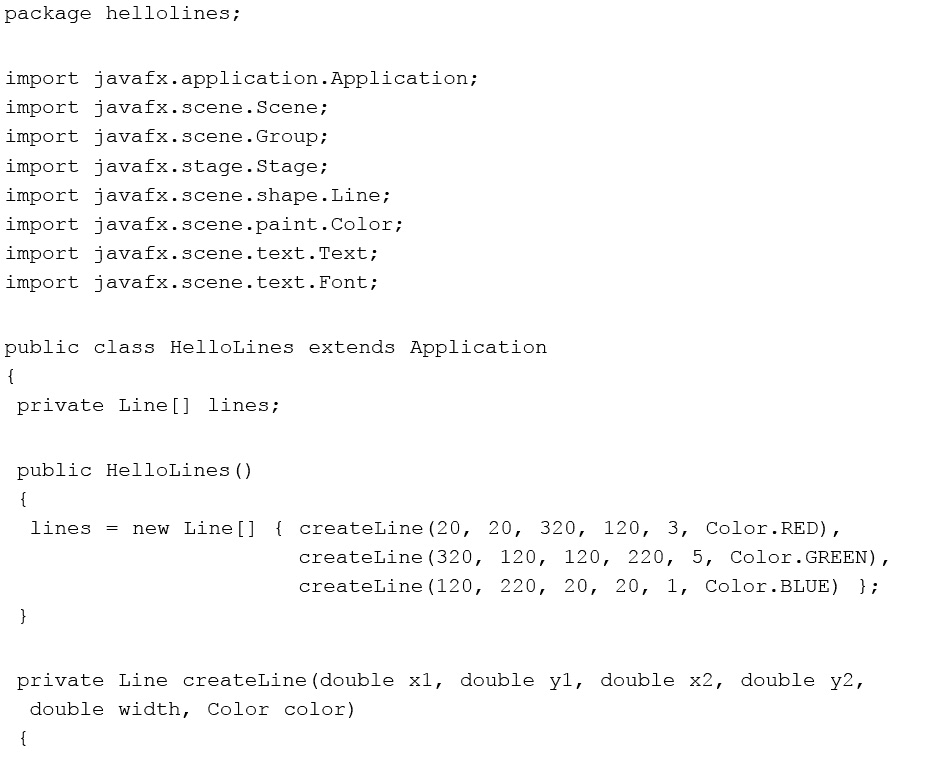 package hellolines;
import javafx.application.Application;
import javafx.scene.Scene;
import javafx.scene.Group;
import javafx.stage.Stage;
import javafx.scene.shape.Line;
import javafx.scene.paint.Color;
import javafx.scene.text.Text;
import javafx.scene.text.Font;
public class HelloLines extends Application
{
private Line[] lines;
public HelloLines()
{
lines = new Line[] { createLine(20, 20, 320, 120, 3, Color.RED),
createLine(320, 120, 120, 220, 5, Color.GREEN),
createLine(120, 220, 20, 20, 1, Color.BLUE) };
}
private Line createLine(double x1, double y1, double x2, double y2,
double width, Color color)
{